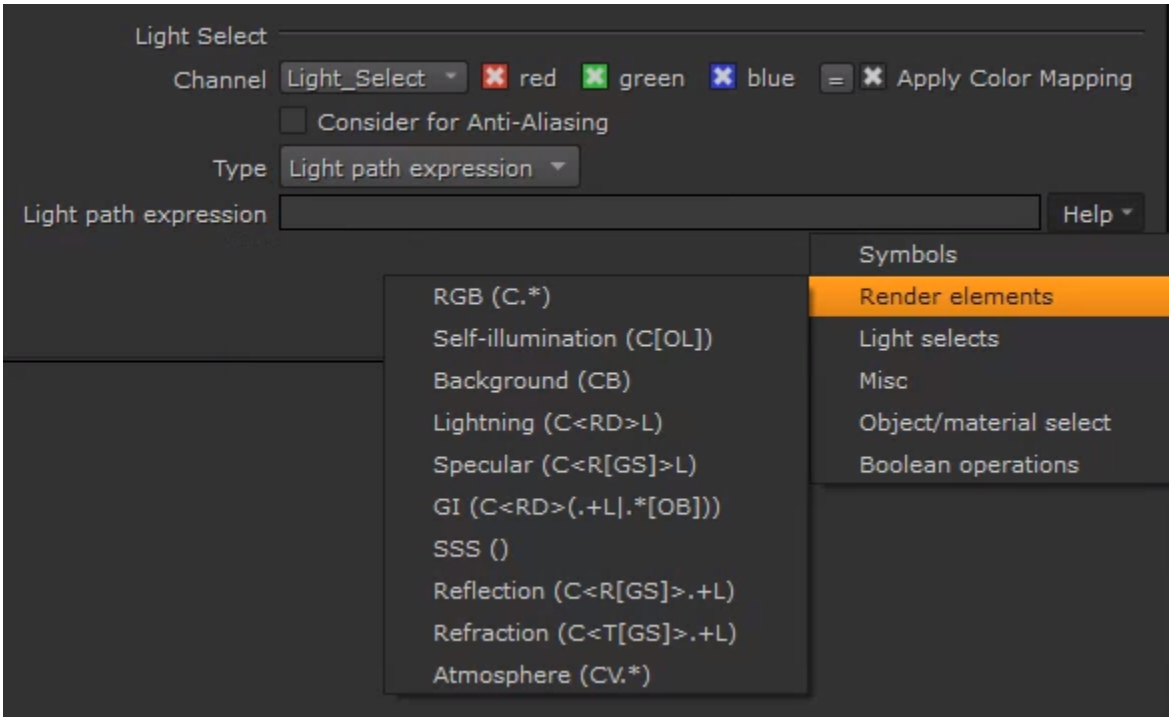 Light Select
Channel Light_Select red green blue = Apply Color Mapping
Consider for Anti-Aliasing
Type Light path expression
Light path expression Help
Symbols
Render elements
Light selects
Misc
Object/material select
Boolean operations
RGB (C.*)
Self-illumination (C[OL])
Background (CB)
Lightning (C<RD>L)
Specular (C<R[GS]>L)
GI (C<RD>(.+L|.*[OB]))
SSS ()
Reflection (C<R[GS]>.+L)
Refraction (C<T[GS]>.+L)
Atmosphere (CV.*)